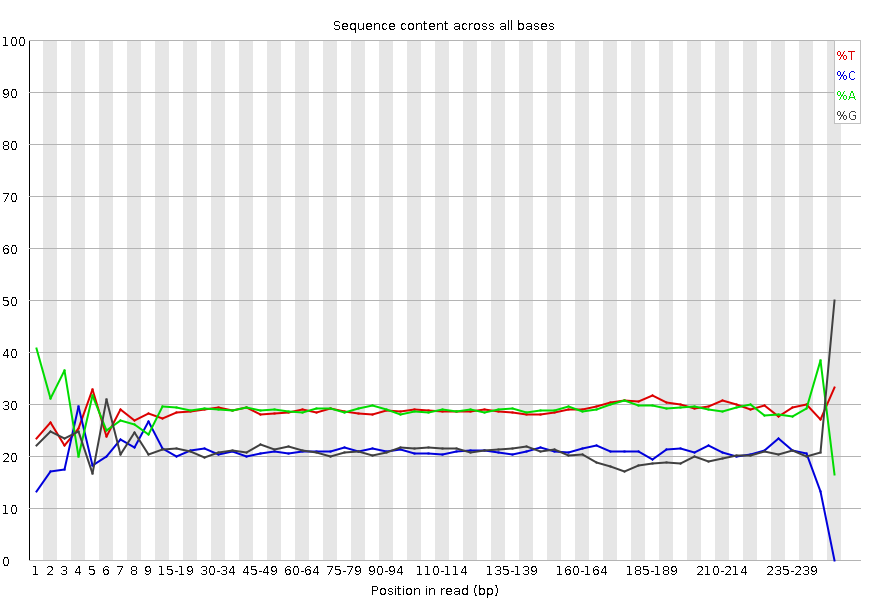 Sequence content across all bases
100
90
80
70
60
50
40
30
20
10
0
%T
%C
%A
%G
1 2 3 4 5 6 7 8 9 15-19 30-34 45-49 60-64 75-79 90-94 110-114 135-139 160-164 185-189 210-214 235-239
Position in read (bp)